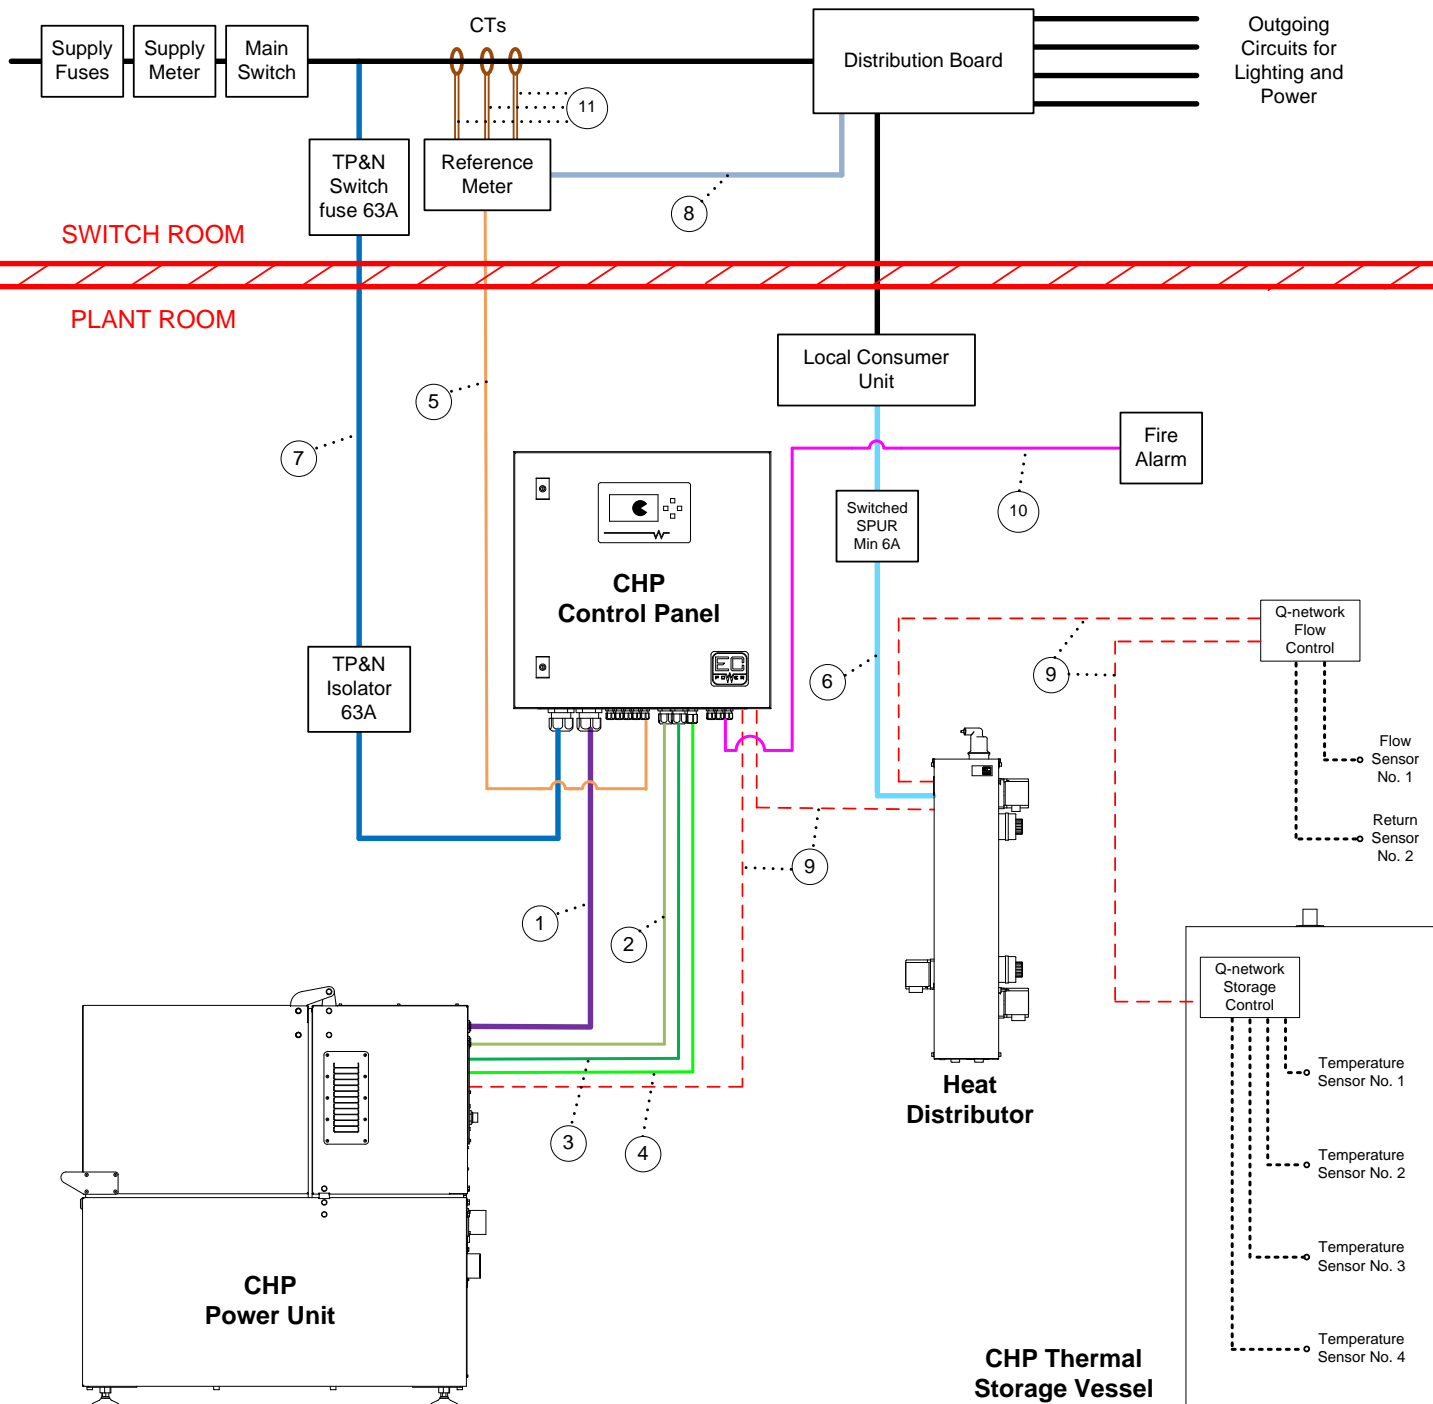 CTs
Supply
Fuses
Supply
Meter
Main
Switch
Distribution Board
Outgoing
Circuits for
Lighting and
Power
11
TP&N
Switch
fuse 63A
Reference
Meter
8
SWITCH ROOM
PLANT ROOM
Local Consumer
Unit
5
7
Fire
Alarm
10
Switched
SPUR
Min 6A
CHP
Control Panel
EC
POWER
TP&N
Isolator
63A
6
9
Q-network
Flow
Control
Flow
Sensor
No. 1
Return
Sensor
No. 2
9
1
2
3
4
Heat
Distributor
Q-network
Storage
Control
Temperature
Sensor No. 1
Temperature
Sensor No. 2
Temperature
Sensor No. 3
Temperature
Sensor No. 4
CHP
Power Unit
CHP Thermal
Storage Vessel